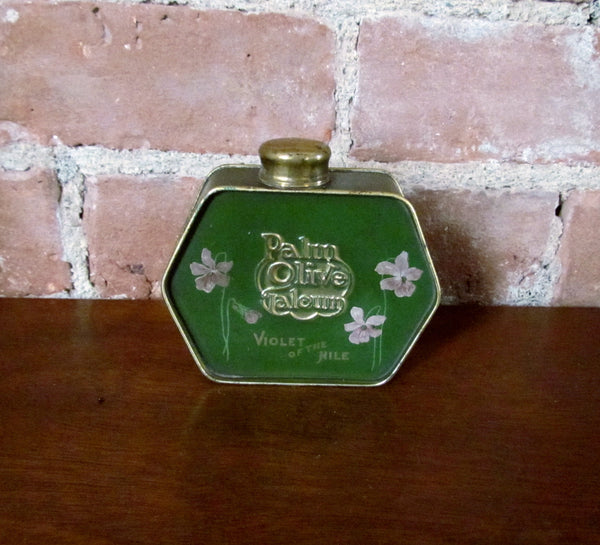 Palm
Olive
Talcum
VIOLET
OF THE
NILE